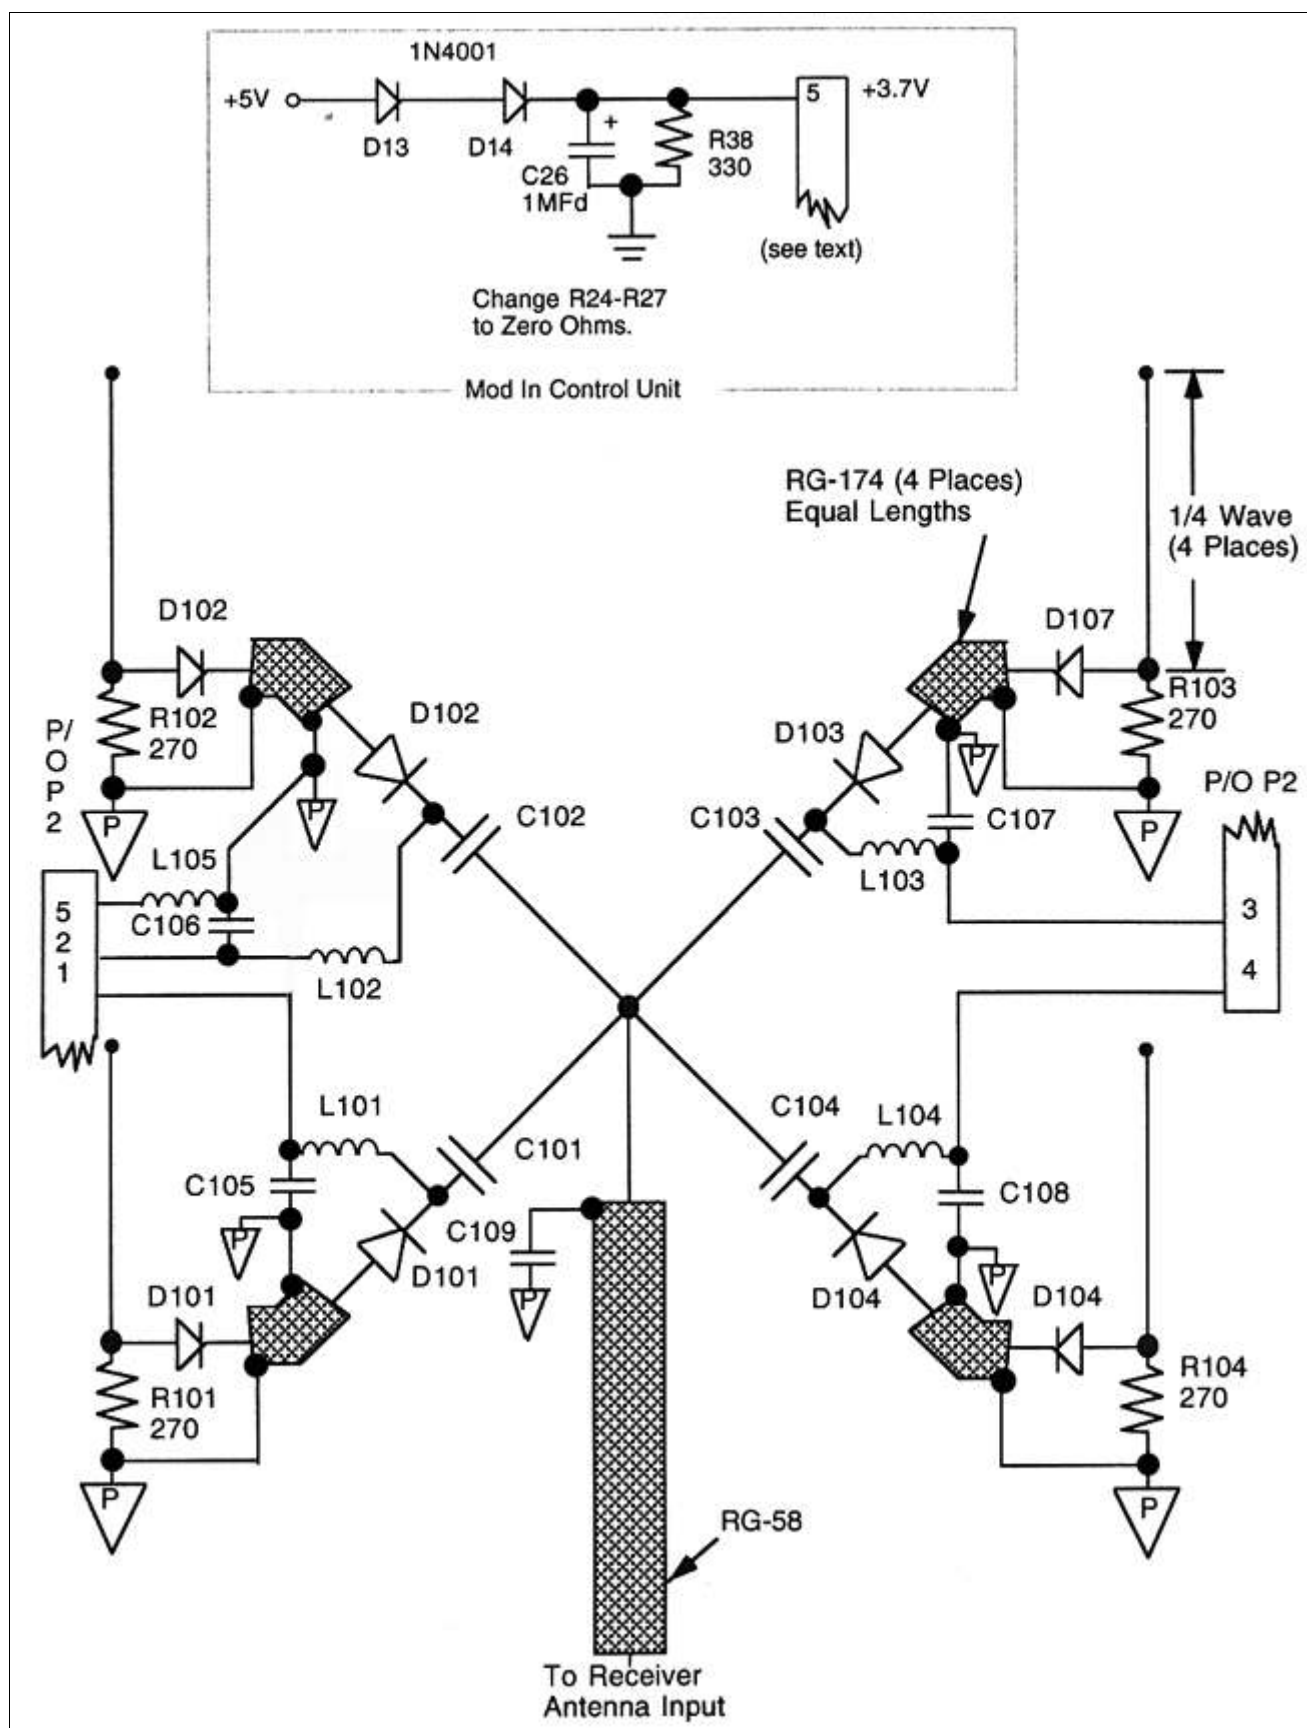 1N4001
+5V
5
+3.7V
D13
D14
+
R38
330
C26
1MFd
(see text)
Change R24-R27
to Zero Ohms.
Mod In Control Unit
RG-174 (4 Places)
Equal Lengths
1/4 Wave
(4 Places)
D102
D107
R102
270
D102
D103
R103
270
P/
O
P
2
P
P
C102
C103
P
C107
P
P/O P2
L105
L103
5
2
1
C106
L102
3
4
L101
C101
C104
L104
C105
P
C109
D101
P
C108
P
D101
D104
D104
R101
270
R104
270
P
P
RG-58
To Receiver
Antenna Input